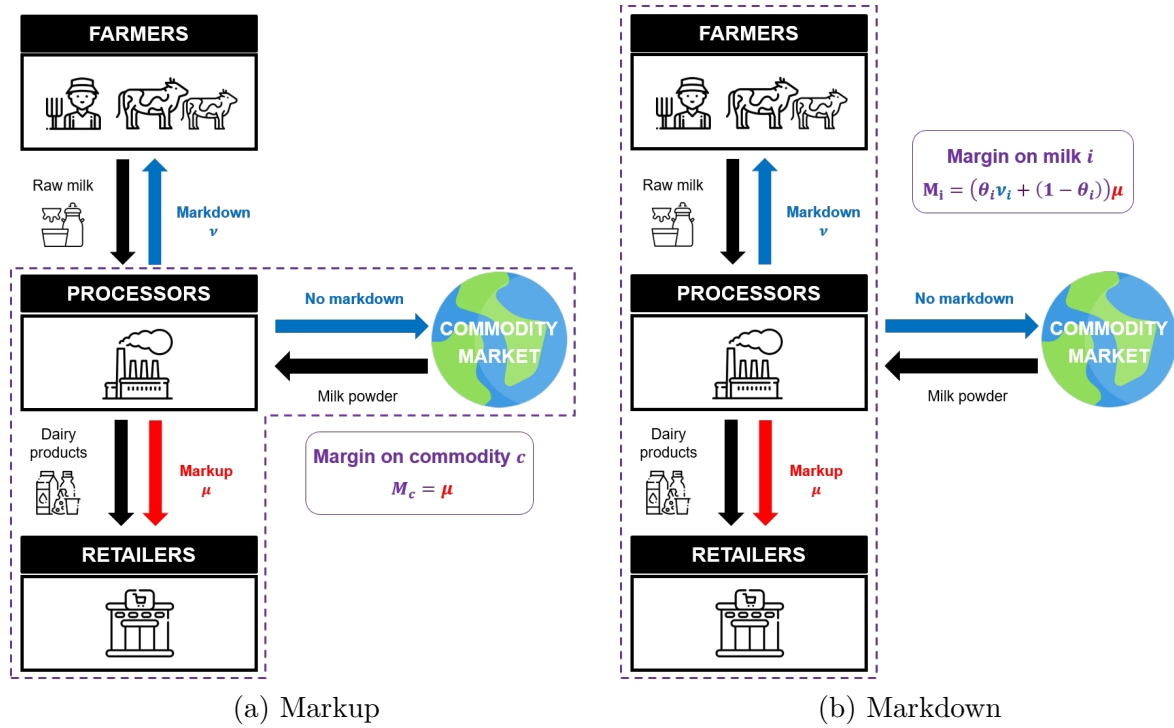 FARMERS
Raw milk
Markdown
ν
PROCESSORS
No markdown
COMMODITY
MARKET
Milk powder
Dairy
products
Markup
μ
Margin on commodity c
M_c = μ
RETAILERS
(a) Markup
FARMERS
Raw milk
Markdown
ν
Margin on milk i
M_i = (θ_i ν_i + (1 − θ_i))μ
PROCESSORS
No markdown
COMMODITY
MARKET
Milk powder
Dairy
products
Markup
μ
RETAILERS
(b) Markdown